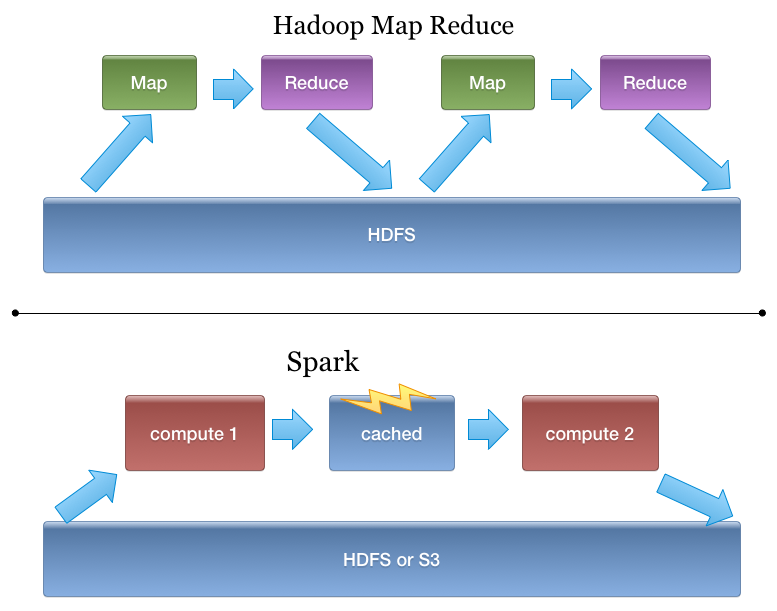 Hadoop Map Reduce
Map
Reduce
Map
Reduce
HDFS
Spark
compute 1
cached
compute 2
HDFS or S3